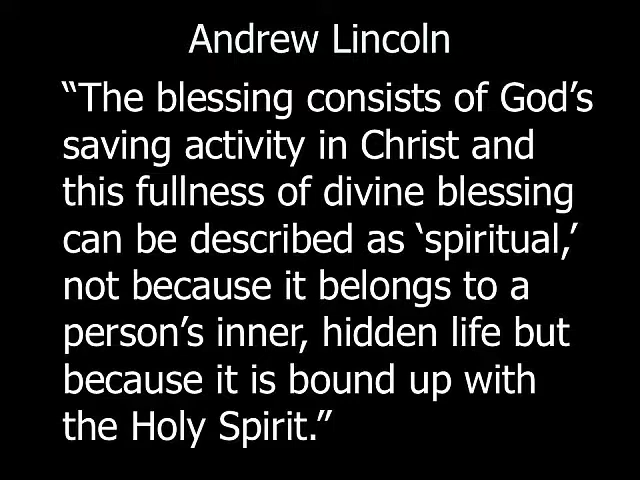 Andrew Lincoln
“The blessing consists of God’s
saving activity in Christ and
this fullness of divine blessing
can be described as ‘spiritual,’
not because it belongs to a
person’s inner, hidden life but
because it is bound up with
the Holy Spirit.”